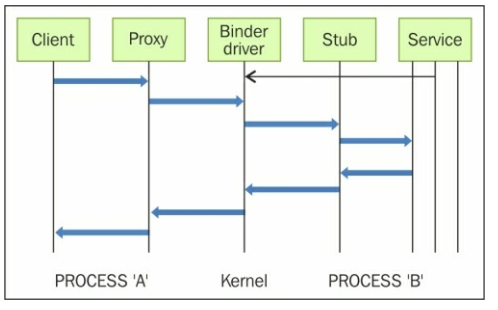 Client
Proxy
Binder
driver
Stub
Service
PROCESS 'A'
Kernel
PROCESS 'B'